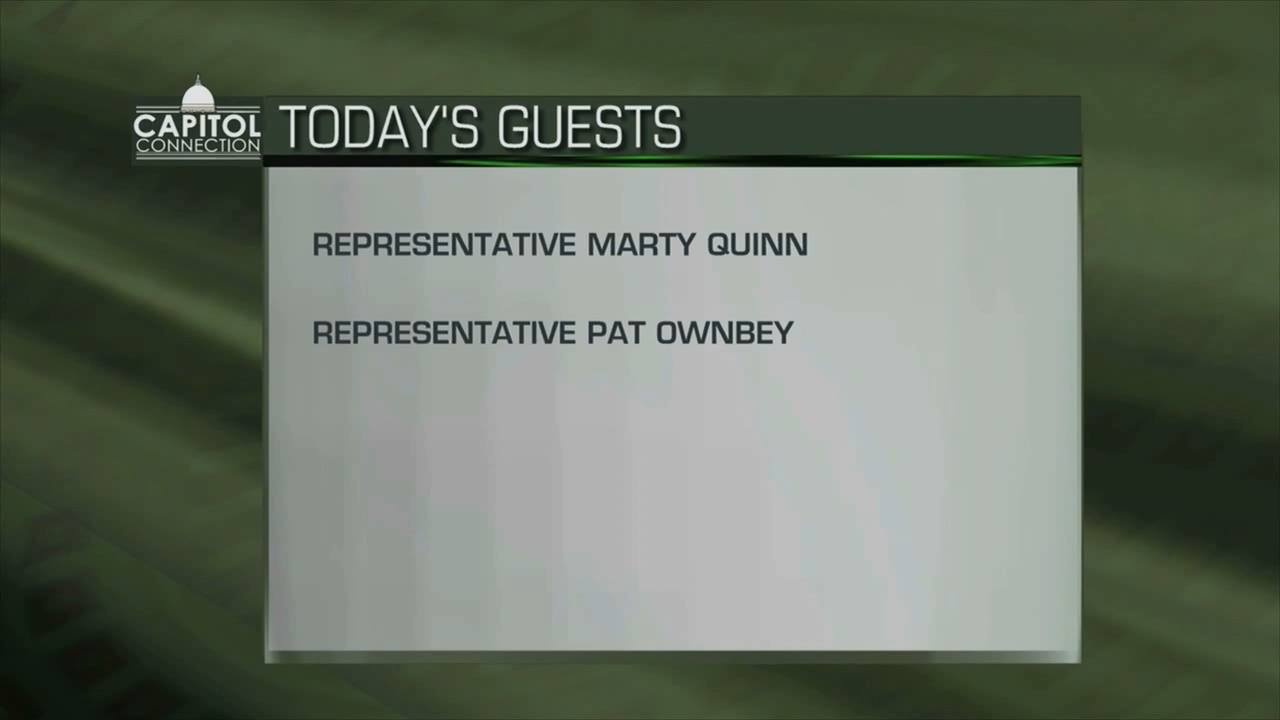 CAPITOL
CONNECTION
TODAY'S GUESTS
REPRESENTATIVE MARTY QUINN
REPRESENTATIVE PAT OWNBEY